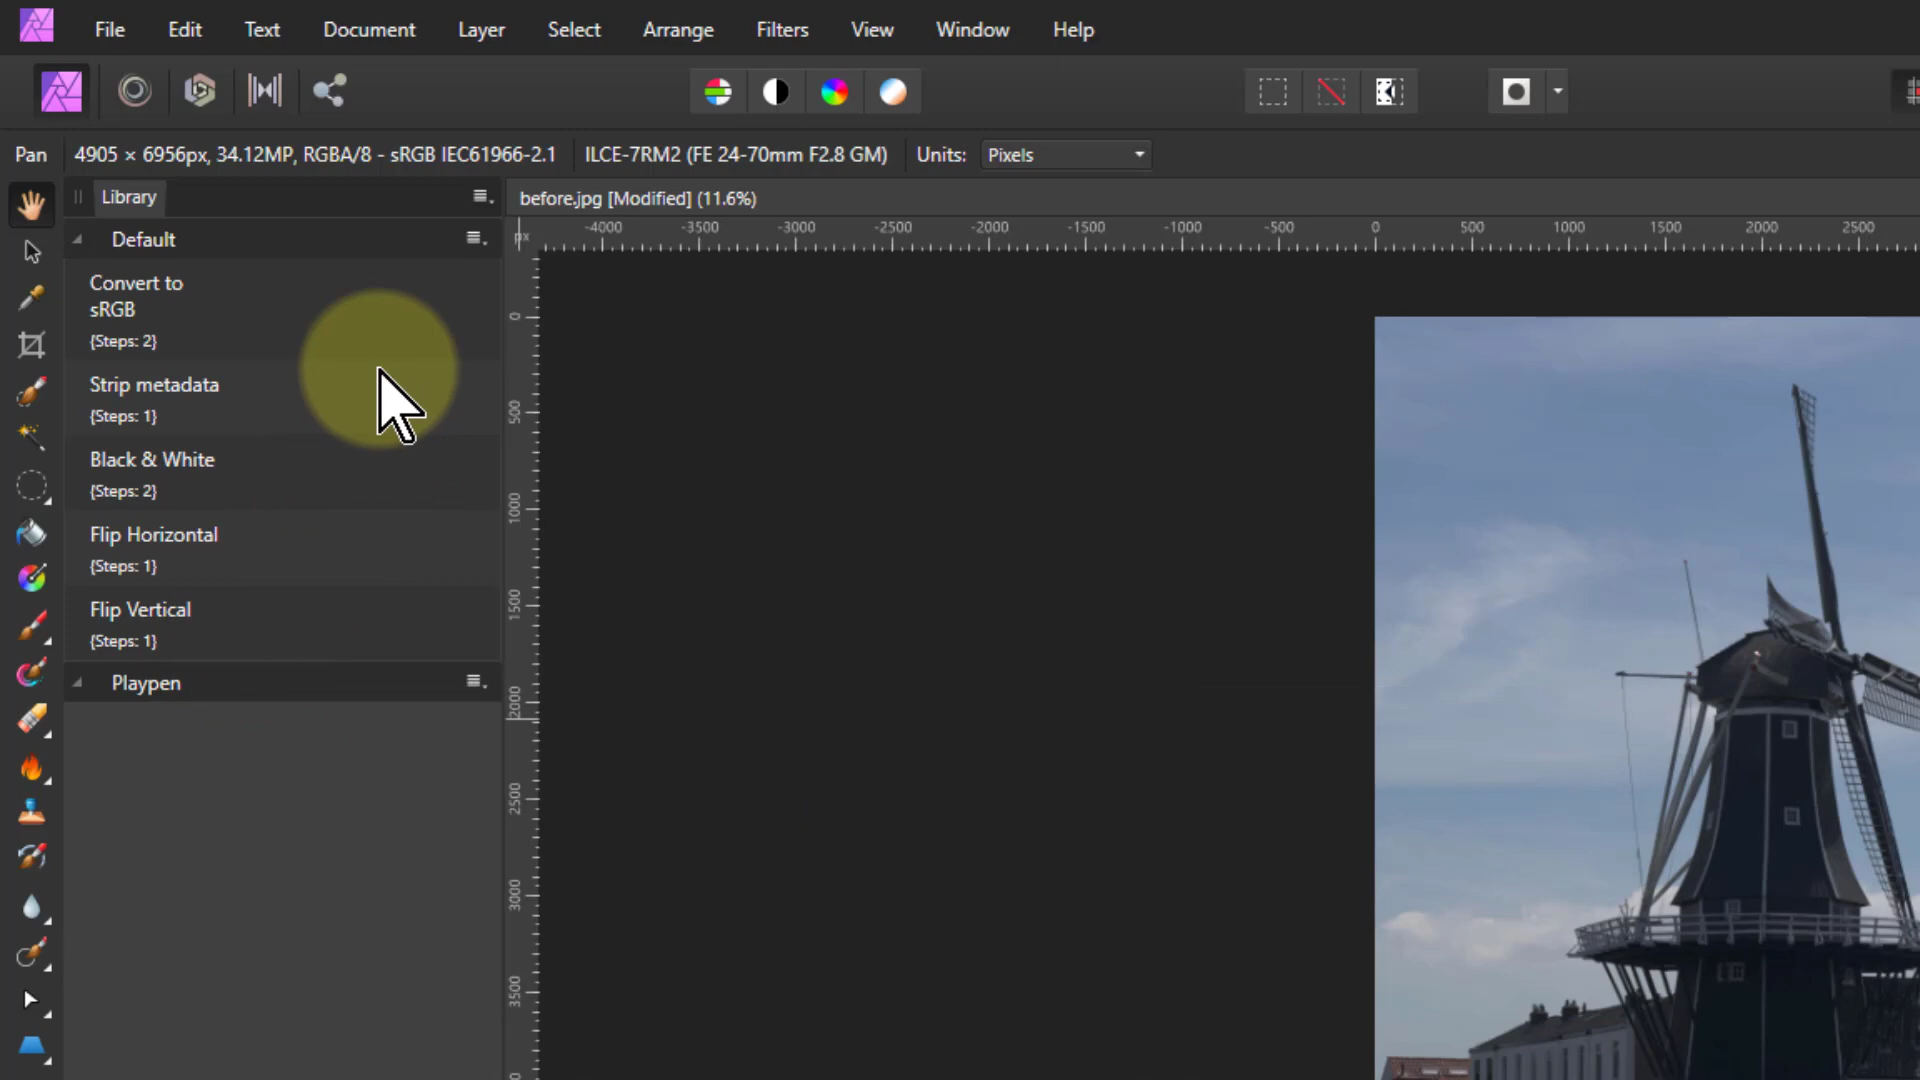 File Edit Text Document Layer Select Arrange Filters View Window Help
Pan 4905 × 6956px, 34.12MP, RGBA/8 - sRGB IEC61966-2.1 ILCE-7RM2 (FE 24-70mm F2.8 GM) Units: Pixels
Library
before.jpg [Modified] (11.6%)
px -4000 -3500 -3000 -2500 -2000 -1500 -1000 -500 0 500 1000 1500 2000 2500
Default
Convert to
sRGB
{Steps: 2}
Strip metadata
{Steps: 1}
Black & White
{Steps: 2}
Flip Horizontal
{Steps: 1}
Flip Vertical
{Steps: 1}
Playpen
0
500
1000
1500
2000
2500
3000
3500